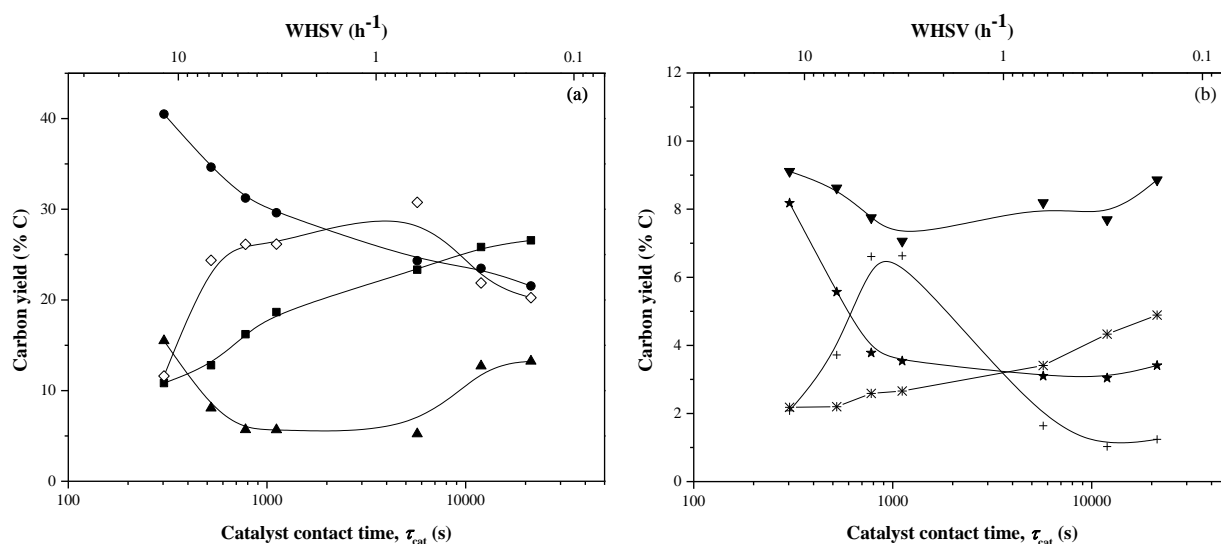 WHSV (h-1)
10 1 0.1
(a)
40
30
20
10
0
Carbon yield (% C)
100 1000 10000
Catalyst contact time, τcat (s)
WHSV (h-1)
10 1 0.1
(b)
12
10
8
6
4
2
0
Carbon yield (% C)
100 1000 10000
Catalyst contact time, τcat (s)